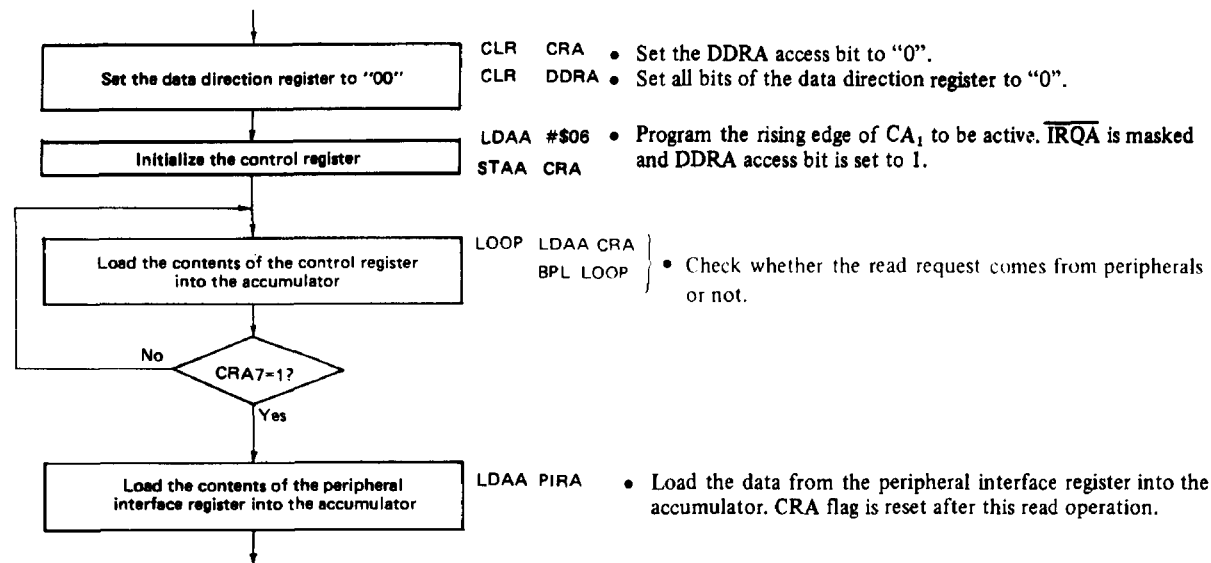 Set the data direction register to "00"
CLR CRA • Set the DDRA access bit to "0".
CLR DDRA • Set all bits of the data direction register to "0".
Initialize the control register
LDAA #$06 • Program the rising edge of CA₁ to be active. I̅R̅Q̅A̅ is masked
STAA CRA and DDRA access bit is set to 1.
Load the contents of the control register
into the accumulator
LOOP LDAA CRA
BPL LOOP
• Check whether the read request comes from peripherals
or not.
No
CRA7=1?
Yes
Load the contents of the peripheral
interface register into the accumulator
LDAA PIRA • Load the data from the peripheral interface register into the
accumulator. CRA flag is reset after this read operation.